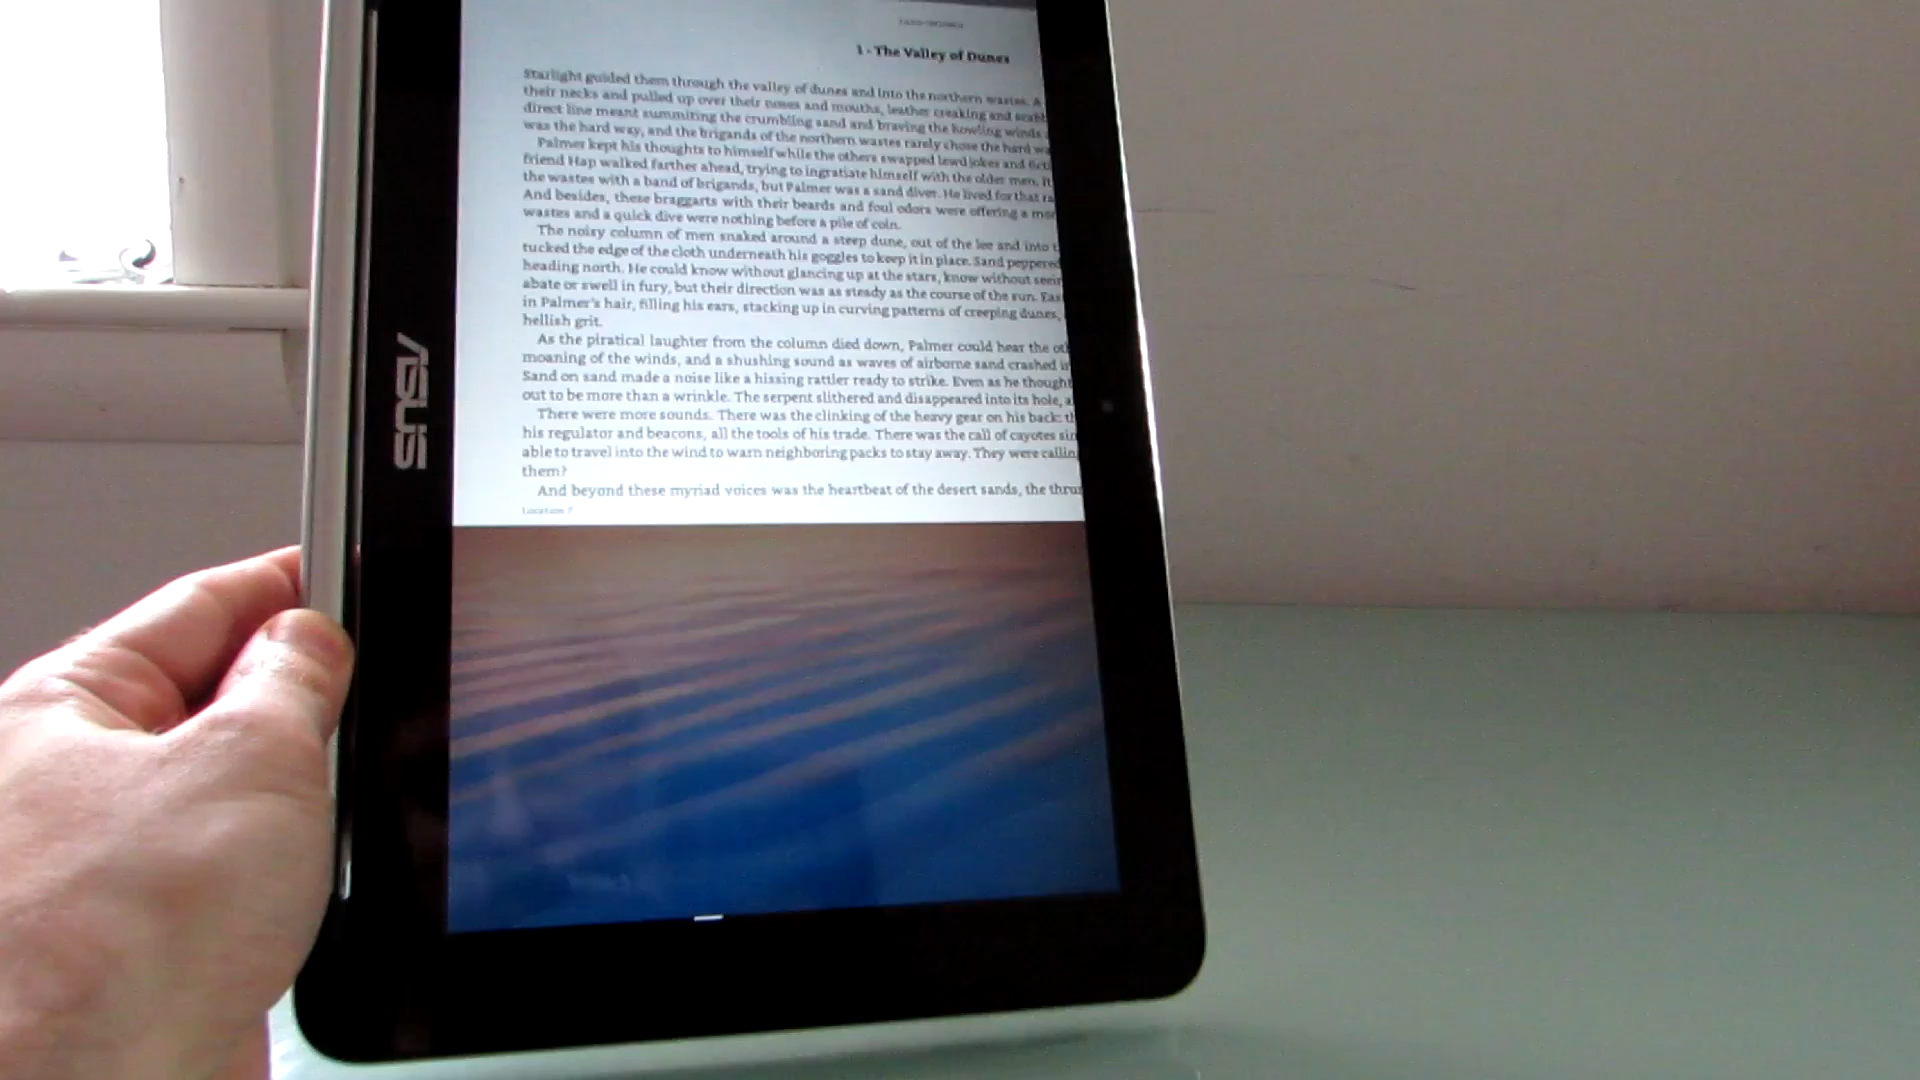 1 - The Valley of Dunes
Starlight guided them through the valley of dunes and into the northern wastes. A
their necks and pulled up over their noses and mouths, leather creaking and
direct line meant summiting the crumbling sand and braving the howling winds
was the hard way, and the brigands of the northern wastes rarely chose the hard
Palmer kept his thoughts to himself while the others swapped lewd jokes and
friend Hap walked farther ahead, trying to ingratiate himself with the older men. It
the wastes with a band of brigands, but Palmer was a sand diver. He lived for that
And besides, these braggarts with their beards and foul odors were offering a
wastes and a quick dive were nothing before a pile of coin.
The noisy column of men snaked around a steep dune, out of the lee and into
tucked the edge of the cloth underneath his goggles to keep it in place. Sand peppered
heading north. He could know without glancing up at the stars, know without
abate or swell in fury, but their direction was as steady as the course of the sun.
in Palmer's hair, filling his ears, stacking up in curving patterns of creeping dunes,
hellish grit.
As the piratical laughter from the column died down, Palmer could hear the
moaning of the winds, and a shushing sound as waves of airborne sand crashed
Sand on sand made a noise like a hissing rattler ready to strike. Even as he thought
out to be more than a wrinkle. The serpent slithered and disappeared into its hole,
There were more sounds. There was the clinking of the heavy gear on his back:
his regulator and beacons, all the tools of his trade. There was the call of cayotes
able to travel into the wind to warn neighboring packs to stay away. They were
them?
And beyond these myriad voices was the heartbeat of the desert sands, the
Location 7
ASUS